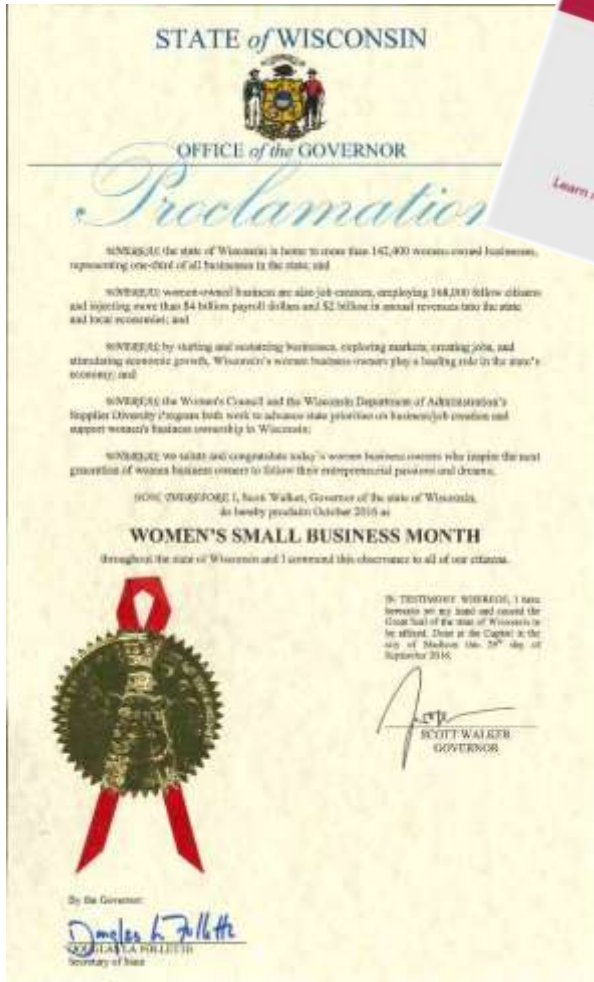 STATE of WISCONSIN
OFFICE of the GOVERNOR
Proclamation
Learn
WHEREAS; the state of Wisconsin is home to more than 142,400 women-owned businesses,
representing one-third of all businesses in the state; and
WHEREAS; women-owned business are also job creators, employing 168,000 fellow citizens
and injecting more than $4 billion payroll dollars and $2 billion in annual revenues into the state
and local economies; and
WHEREAS; by starting and sustaining businesses, exploring markets, creating jobs, and
stimulating economic growth, Wisconsin's women business owners play a leading role in the state's
economy; and
WHEREAS; the Women's Council and the Wisconsin Department of Administration's
Supplier Diversity Program both work to advance state priorities on business/job creation and
support women's business ownership in Wisconsin;
WHEREAS; we salute and congratulate today's women business owners who inspire the next
generation of women business owners to follow their entrepreneurial passions and dreams.
NOW, THEREFORE, I, Scott Walker, Governor of the state of Wisconsin,
do hereby proclaim October 2016 as
WOMEN'S SMALL BUSINESS MONTH
throughout the state of Wisconsin and I commend this observance to all of our citizens.
IN TESTIMONY WHEREOF, I have
hereunto set my hand and caused the
Great Seal of the state of Wisconsin to
be affixed. Done at the Capitol in the
city of Madison this 29th day of
September 2016.
SCOTT WALKER
GOVERNOR
By the Governor:
Douglas La Follette
DOUGLAS LA FOLLETTE
Secretary of State